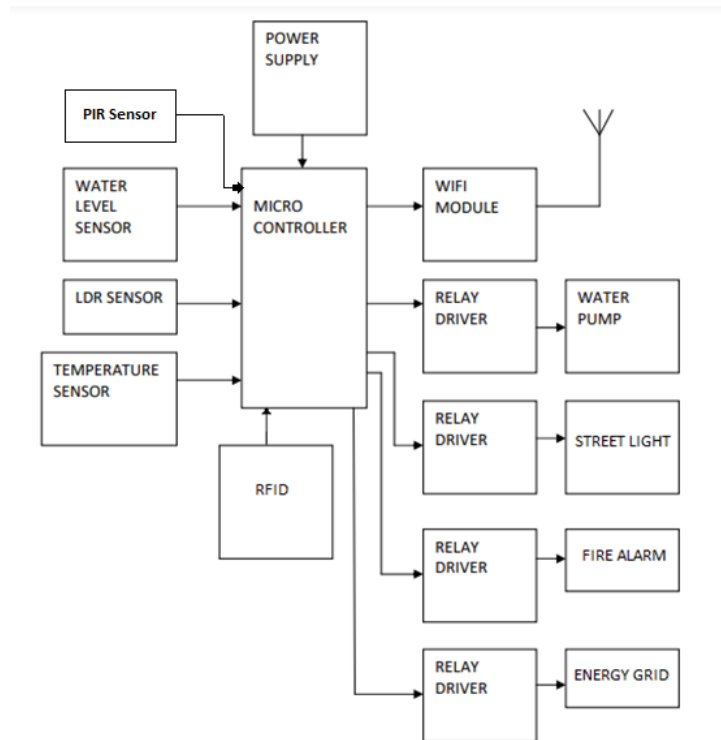 POWER
SUPPLY
PIR Sensor
WATER
LEVEL
SENSOR
MICRO
CONTROLLER
WIFI
MODULE
LDR SENSOR
RELAY
DRIVER
WATER
PUMP
TEMPERATURE
SENSOR
RELAY
DRIVER
STREET LIGHT
RFID
RELAY
DRIVER
FIRE ALARM
RELAY
DRIVER
ENERGY GRID